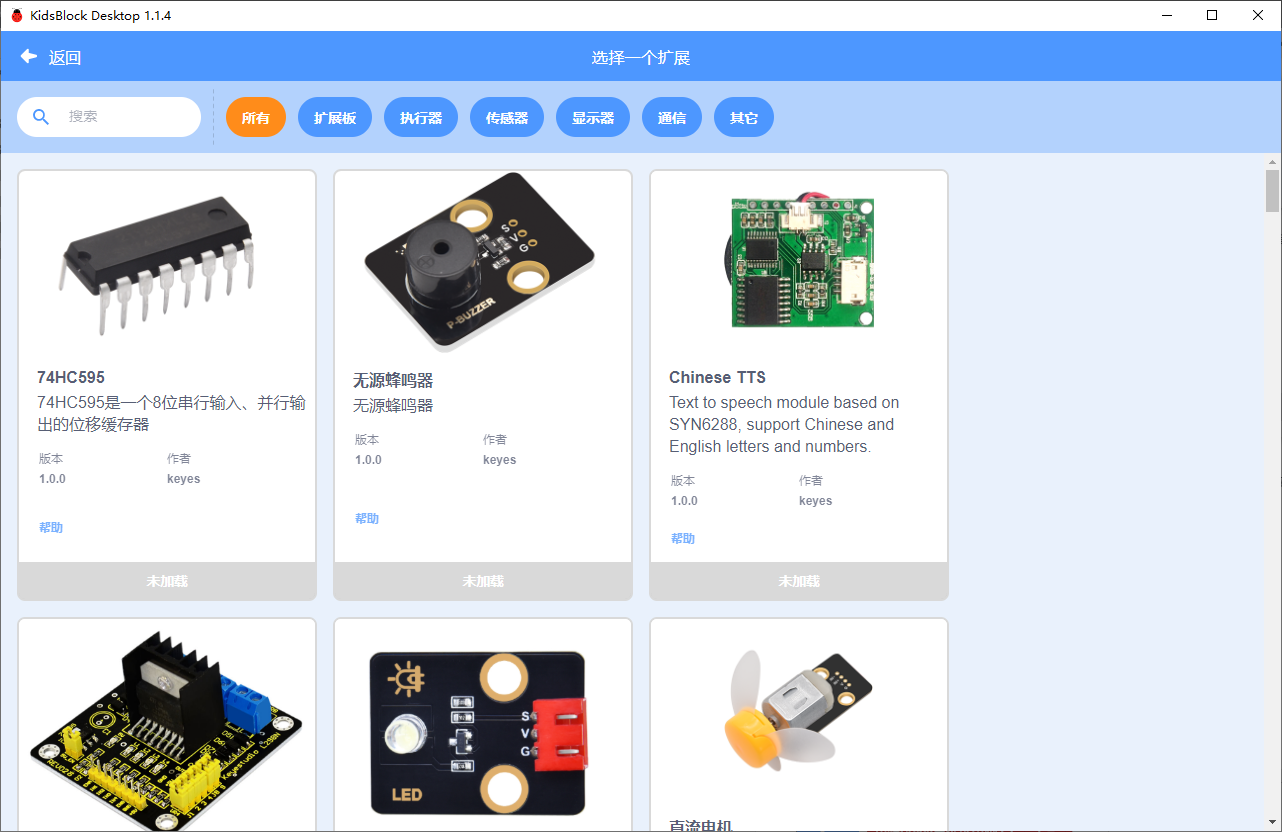 KidsBlock Desktop 1.1.4
返回
选择一个扩展
搜索
所有
扩展板
执行器
传感器
显示器
通信
其它
S
V
G
P-BUZZER
74HC595
74HC595是一个8位串行输入、并行输
出的位移缓存器
版本
作者
1.0.0
keyes
帮助
未加载
无源蜂鸣器
无源蜂鸣器
版本
作者
1.0.0
keyes
帮助
未加载
Chinese TTS
Text to speech module based on
SYN6288, support Chinese and
English letters and numbers.
版本
作者
1.0.0
keyes
帮助
未加载
Keyestudio L298N
S
V
G
LED
直流电机